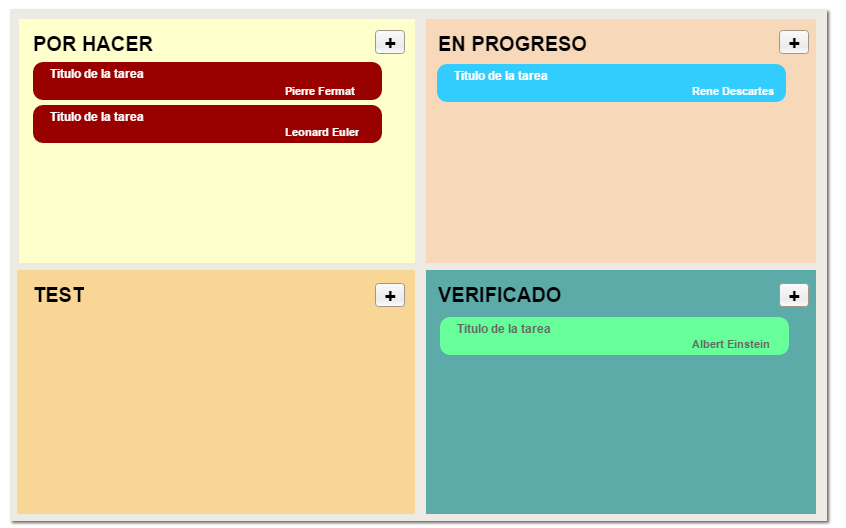 POR HACER
+
Titulo de la tarea
Pierre Fermat
Titulo de la tarea
Leonard Euler
EN PROGRESO
+
Titulo de la tarea
Rene Descartes
TEST
+
VERIFICADO
+
Titulo de la tarea
Albert Einstein